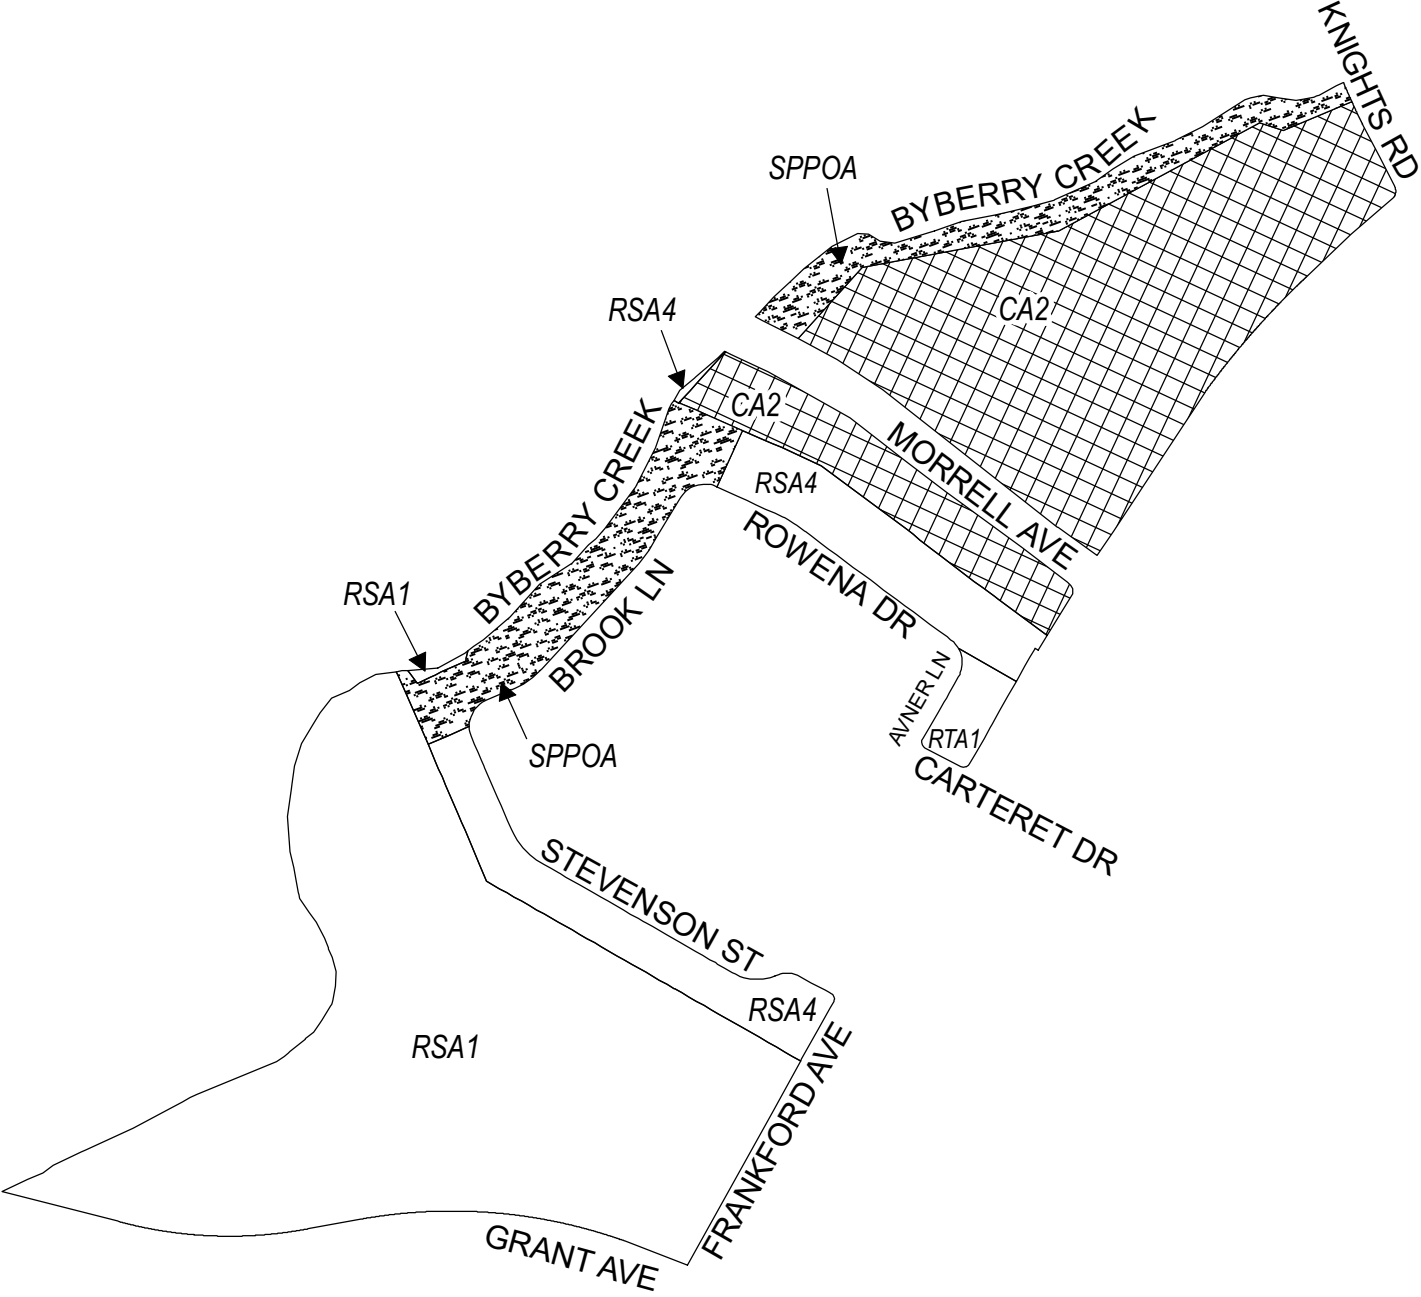 KNIGHTS RD
BYBERRY CREEK
SPPOA
CA2
RSA4
CA2
MORRELL AVE
RSA4
BYBERRY CREEK
ROWENA DR
RSA1
BROOK LN
AVNER LN
SPPOA
RTA1
CARTERET DR
STEVENSON ST
RSA4
RSA1
FRANKFORD AVE
GRANT AVE